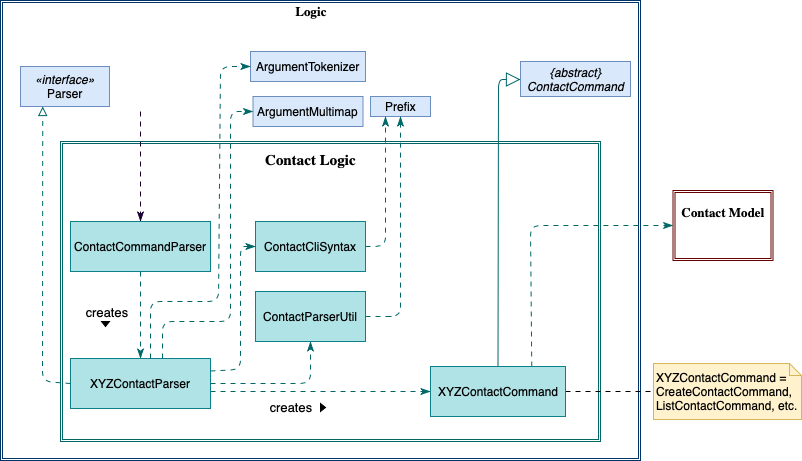 Logic
«interface»
Parser
ArgumentTokenizer
{abstract}
ContactCommand
ArgumentMultimap
Prefix
Contact Logic
Contact Model
ContactCommandParser
ContactCliSyntax
creates
ContactParserUtil
XYZContactParser
XYZContactCommand
creates
XYZContactCommand =
CreateContactCommand,
ListContactCommand, etc.